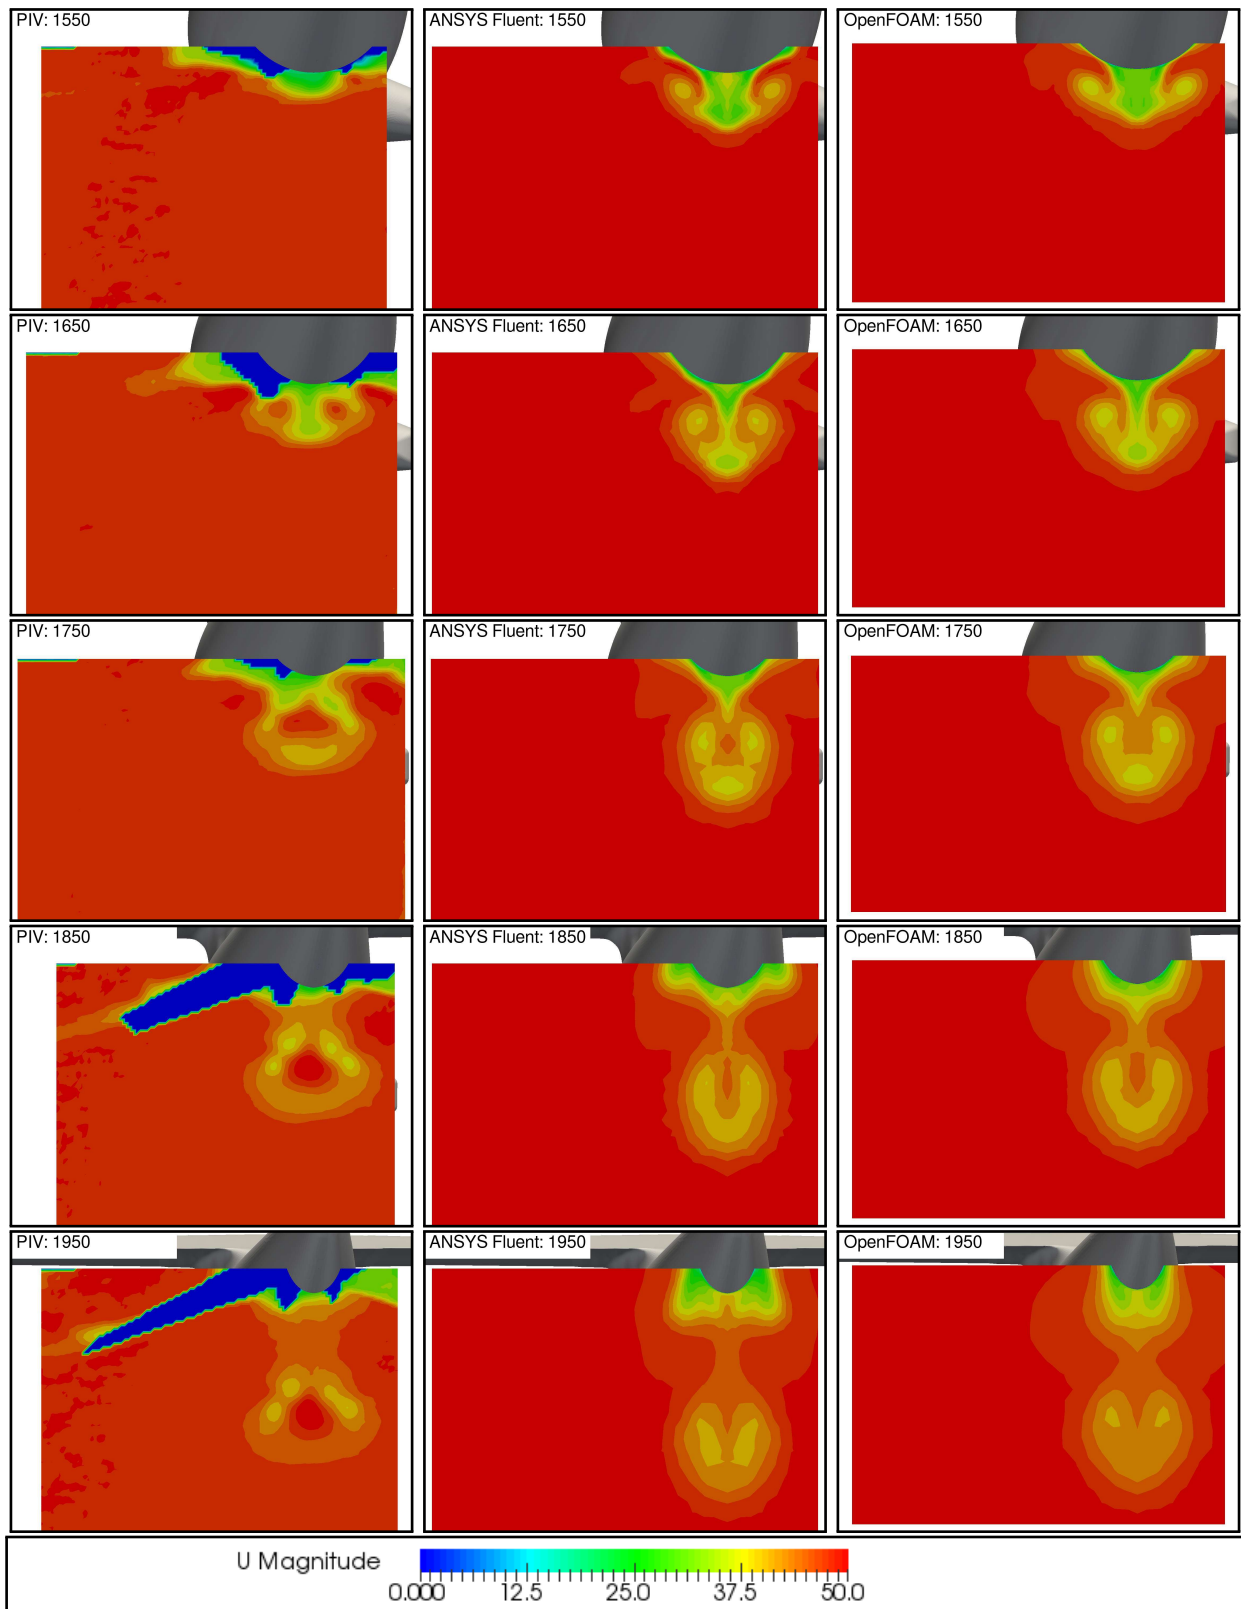 PIV: 1550
ANSYS Fluent: 1550
OpenFOAM: 1550
PIV: 1650
ANSYS Fluent: 1650
OpenFOAM: 1650
PIV: 1750
ANSYS Fluent: 1750
OpenFOAM: 1750
PIV: 1850
ANSYS Fluent: 1850
OpenFOAM: 1850
PIV: 1950
ANSYS Fluent: 1950
OpenFOAM: 1950
U Magnitude
0.000 12.5 25.0 37.5 50.0